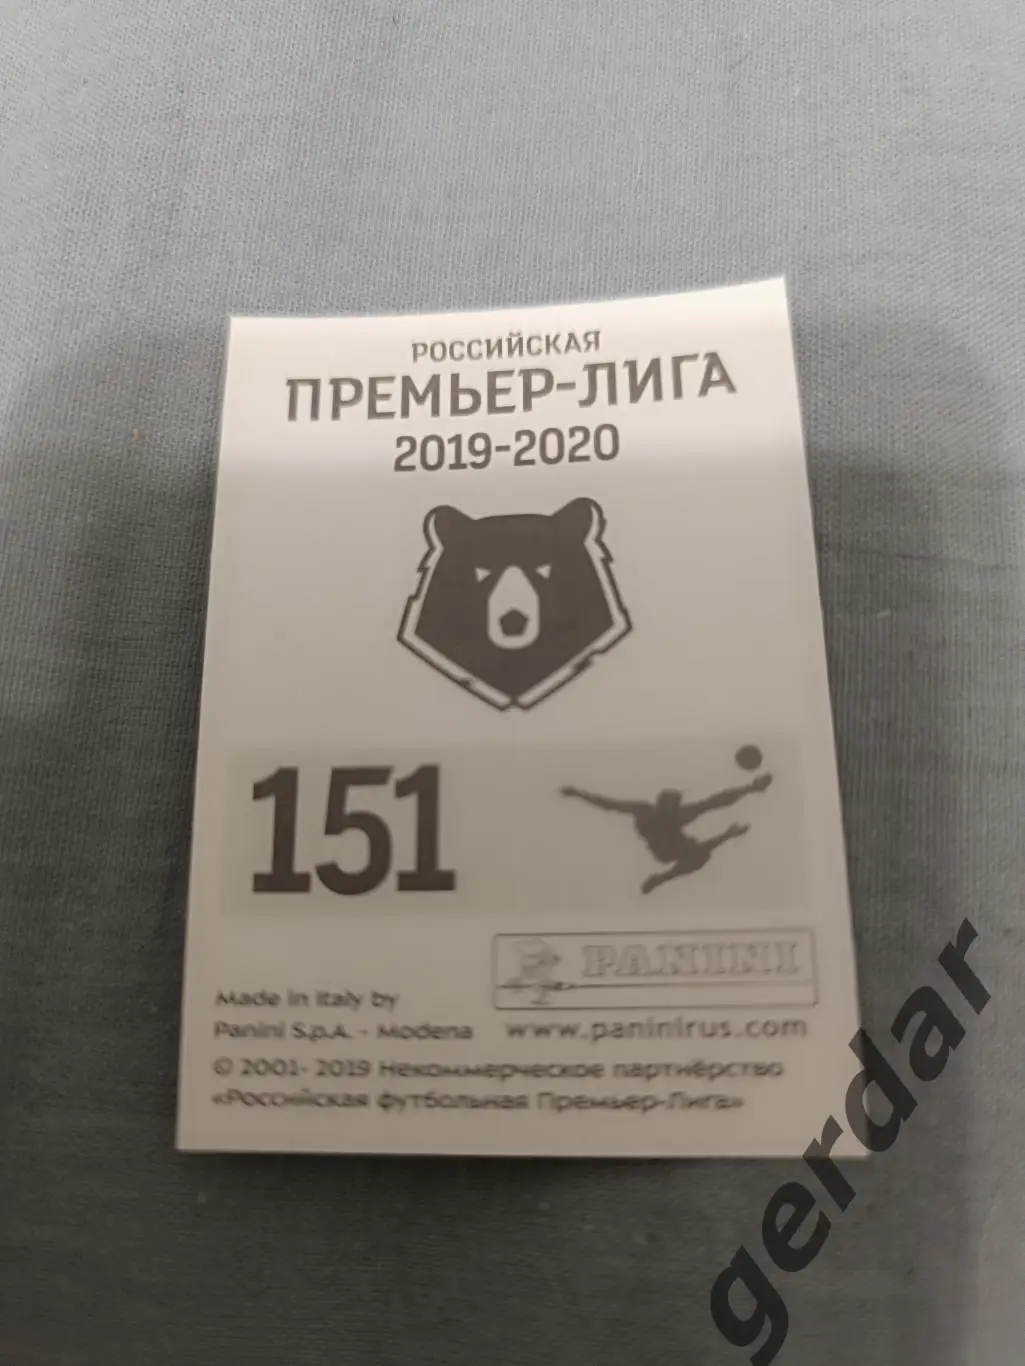 РОССИЙСКАЯ
ПРЕМЬЕР-ЛИГА
2019-2020
151
PANINI
Made in Italy by
Panini S.p.A. - Modena
www.paninirus.com
© 2001- 2019 Некоммерческое партнёрство
«Российская футбольная Премьер-Лига»
gerdar